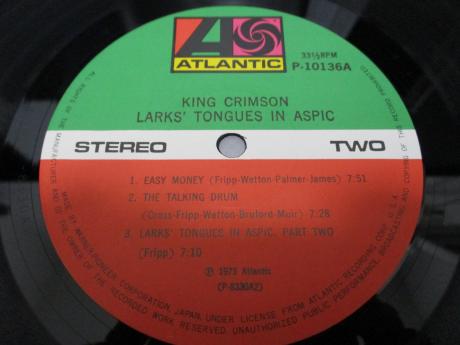 ATLANTIC
33⅓RPM
P-10136A
KING CRIMSON
LARKS' TONGUES IN ASPIC
STEREO TWO
1. EASY MONEY (Fripp-Wetton-Palmer-James) 7:51
2. THE TALKING DRUM
(Cross-Fripp-Wetton-Bruford-Muir) 7:28
3. LARKS' TONGUES IN ASPIC, PART TWO
(Fripp) 7:10
℗ 1973 Atlantic
(P-8330A2)
ALL RIGHTS OF THE MANUFACTURER AND OF THE OWNER OF THE RECORDED WORK RESERVED. UNAUTHORIZED PUBLIC PERFORMANCE, BROADCASTING AND COPYING OF THIS RECORD PROHIBITED
MADE BY WARNER-PIONEER CORPORATION, JAPAN, UNDER LICENSE FROM ATLANTIC RECORDING CORP., U.S.A.